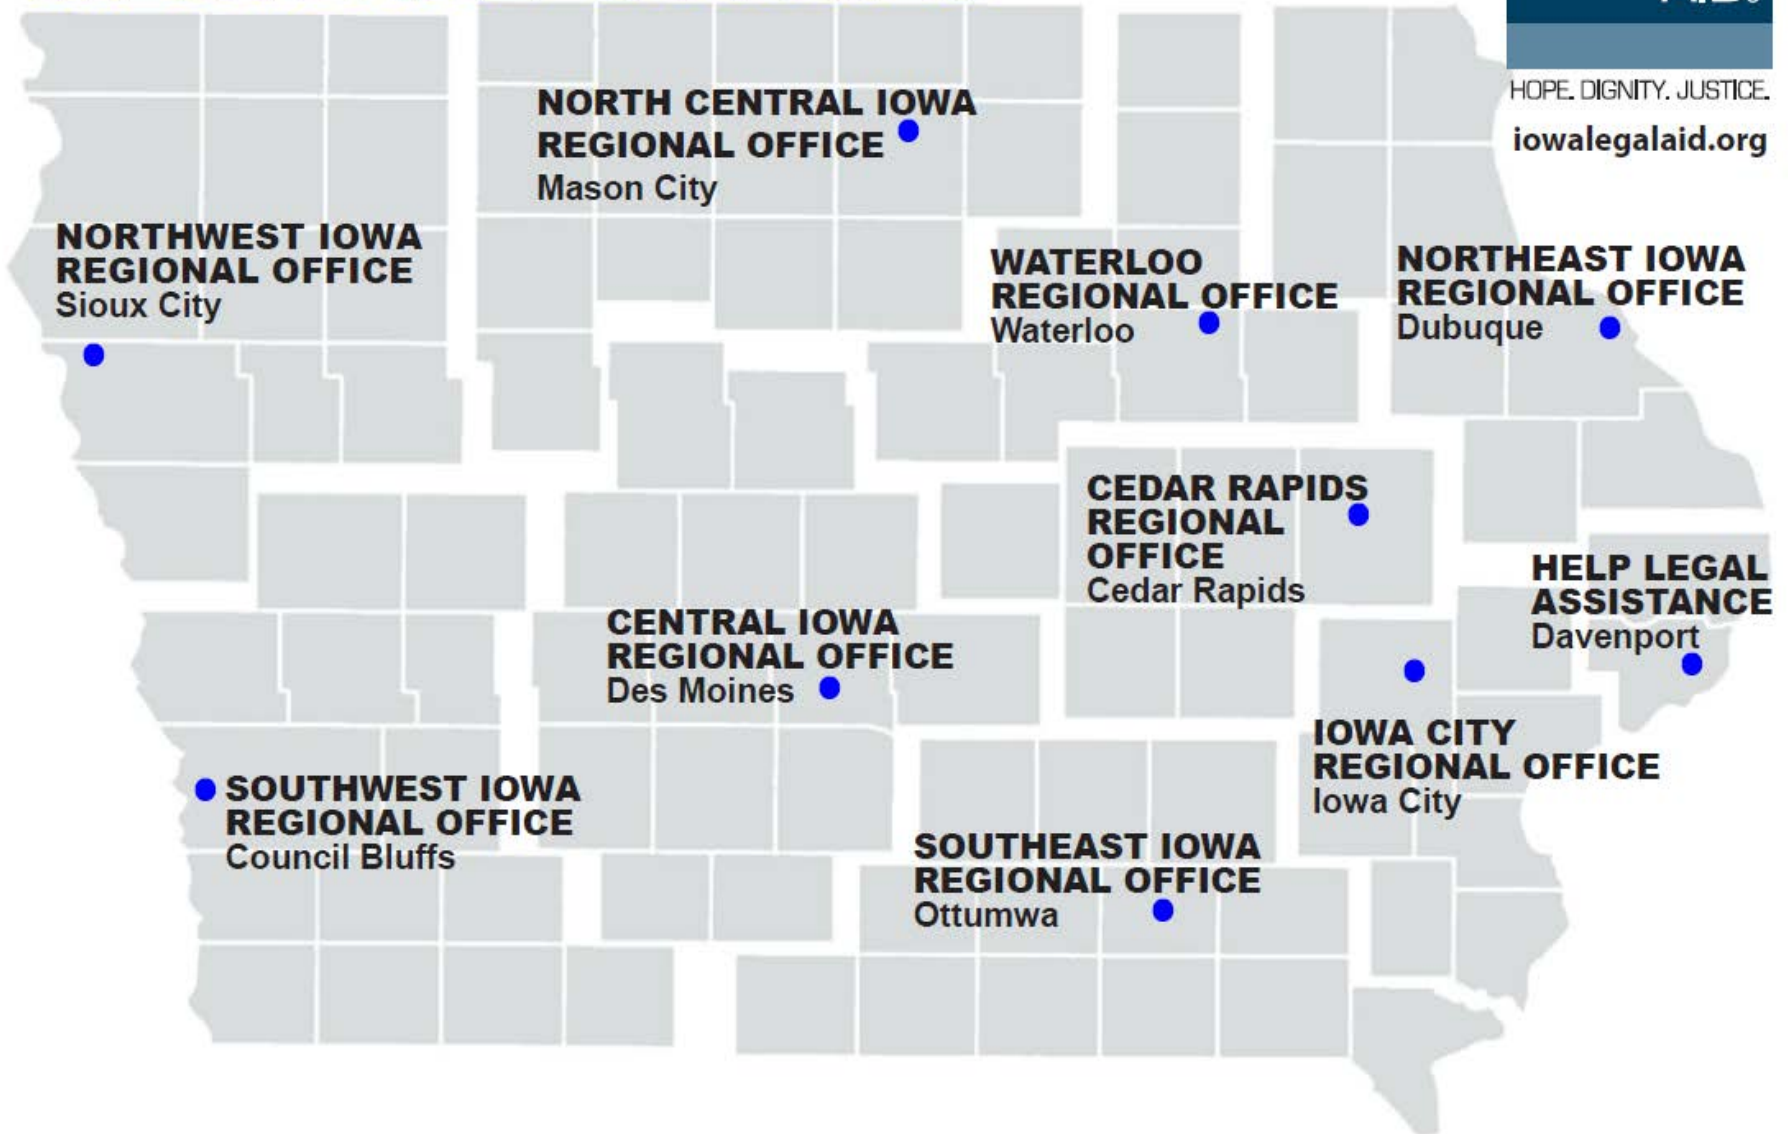 HOPE. DIGNITY. JUSTICE.
iowalegalaid.org
NORTH CENTRAL IOWA
REGIONAL OFFICE
Mason City
NORTHWEST IOWA
REGIONAL OFFICE
Sioux City
WATERLOO
REGIONAL OFFICE
Waterloo
NORTHEAST IOWA
REGIONAL OFFICE
Dubuque
CEDAR RAPIDS
REGIONAL
OFFICE
Cedar Rapids
HELP LEGAL
ASSISTANCE
Davenport
CENTRAL IOWA
REGIONAL OFFICE
Des Moines
IOWA CITY
REGIONAL OFFICE
Iowa City
SOUTHWEST IOWA
REGIONAL OFFICE
Council Bluffs
SOUTHEAST IOWA
REGIONAL OFFICE
Ottumwa